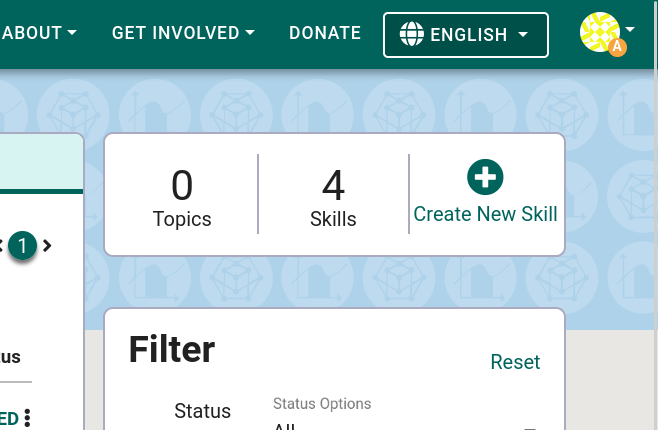 ABOUT GET INVOLVED DONATE ENGLISH
A
0 4
Topics Skills Create New Skill
1
Filter
tus Reset
Status Status Options
ED All